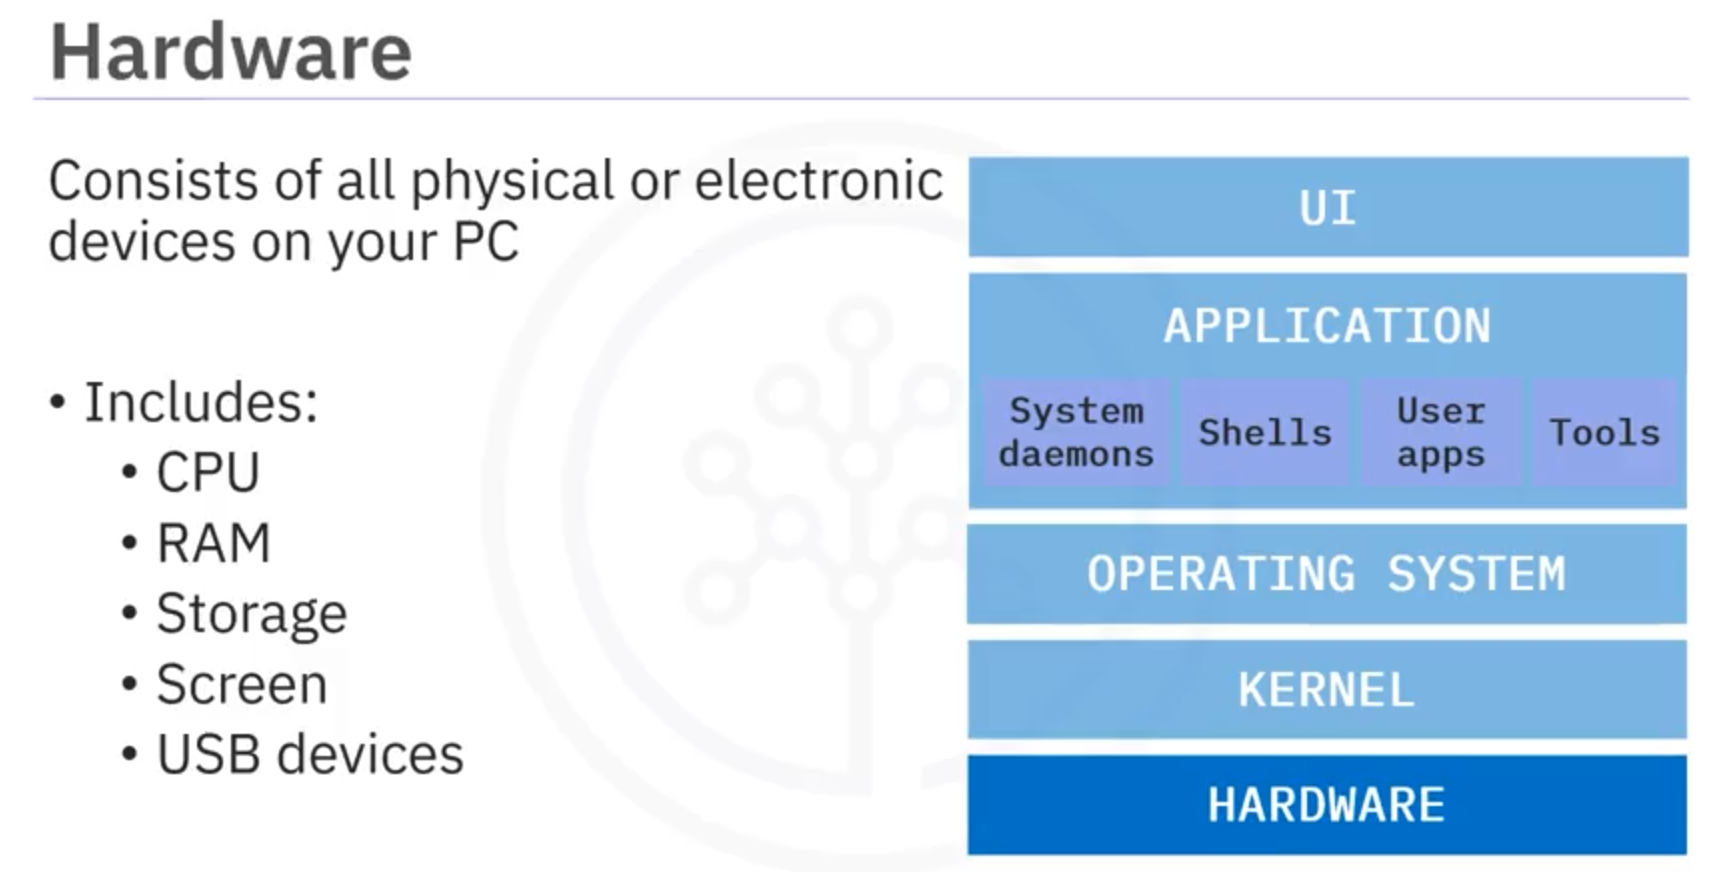 Hardware
Consists of all physical or electronic
devices on your PC
• Includes:
• CPU
• RAM
• Storage
• Screen
• USB devices
UI
APPLICATION
System
daemons
Shells
User
apps
Tools
OPERATING SYSTEM
KERNEL
HARDWARE